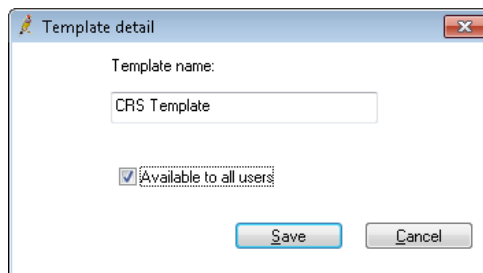 Template detail
Template name:
CRS Template
Available to all users
Save
Cancel